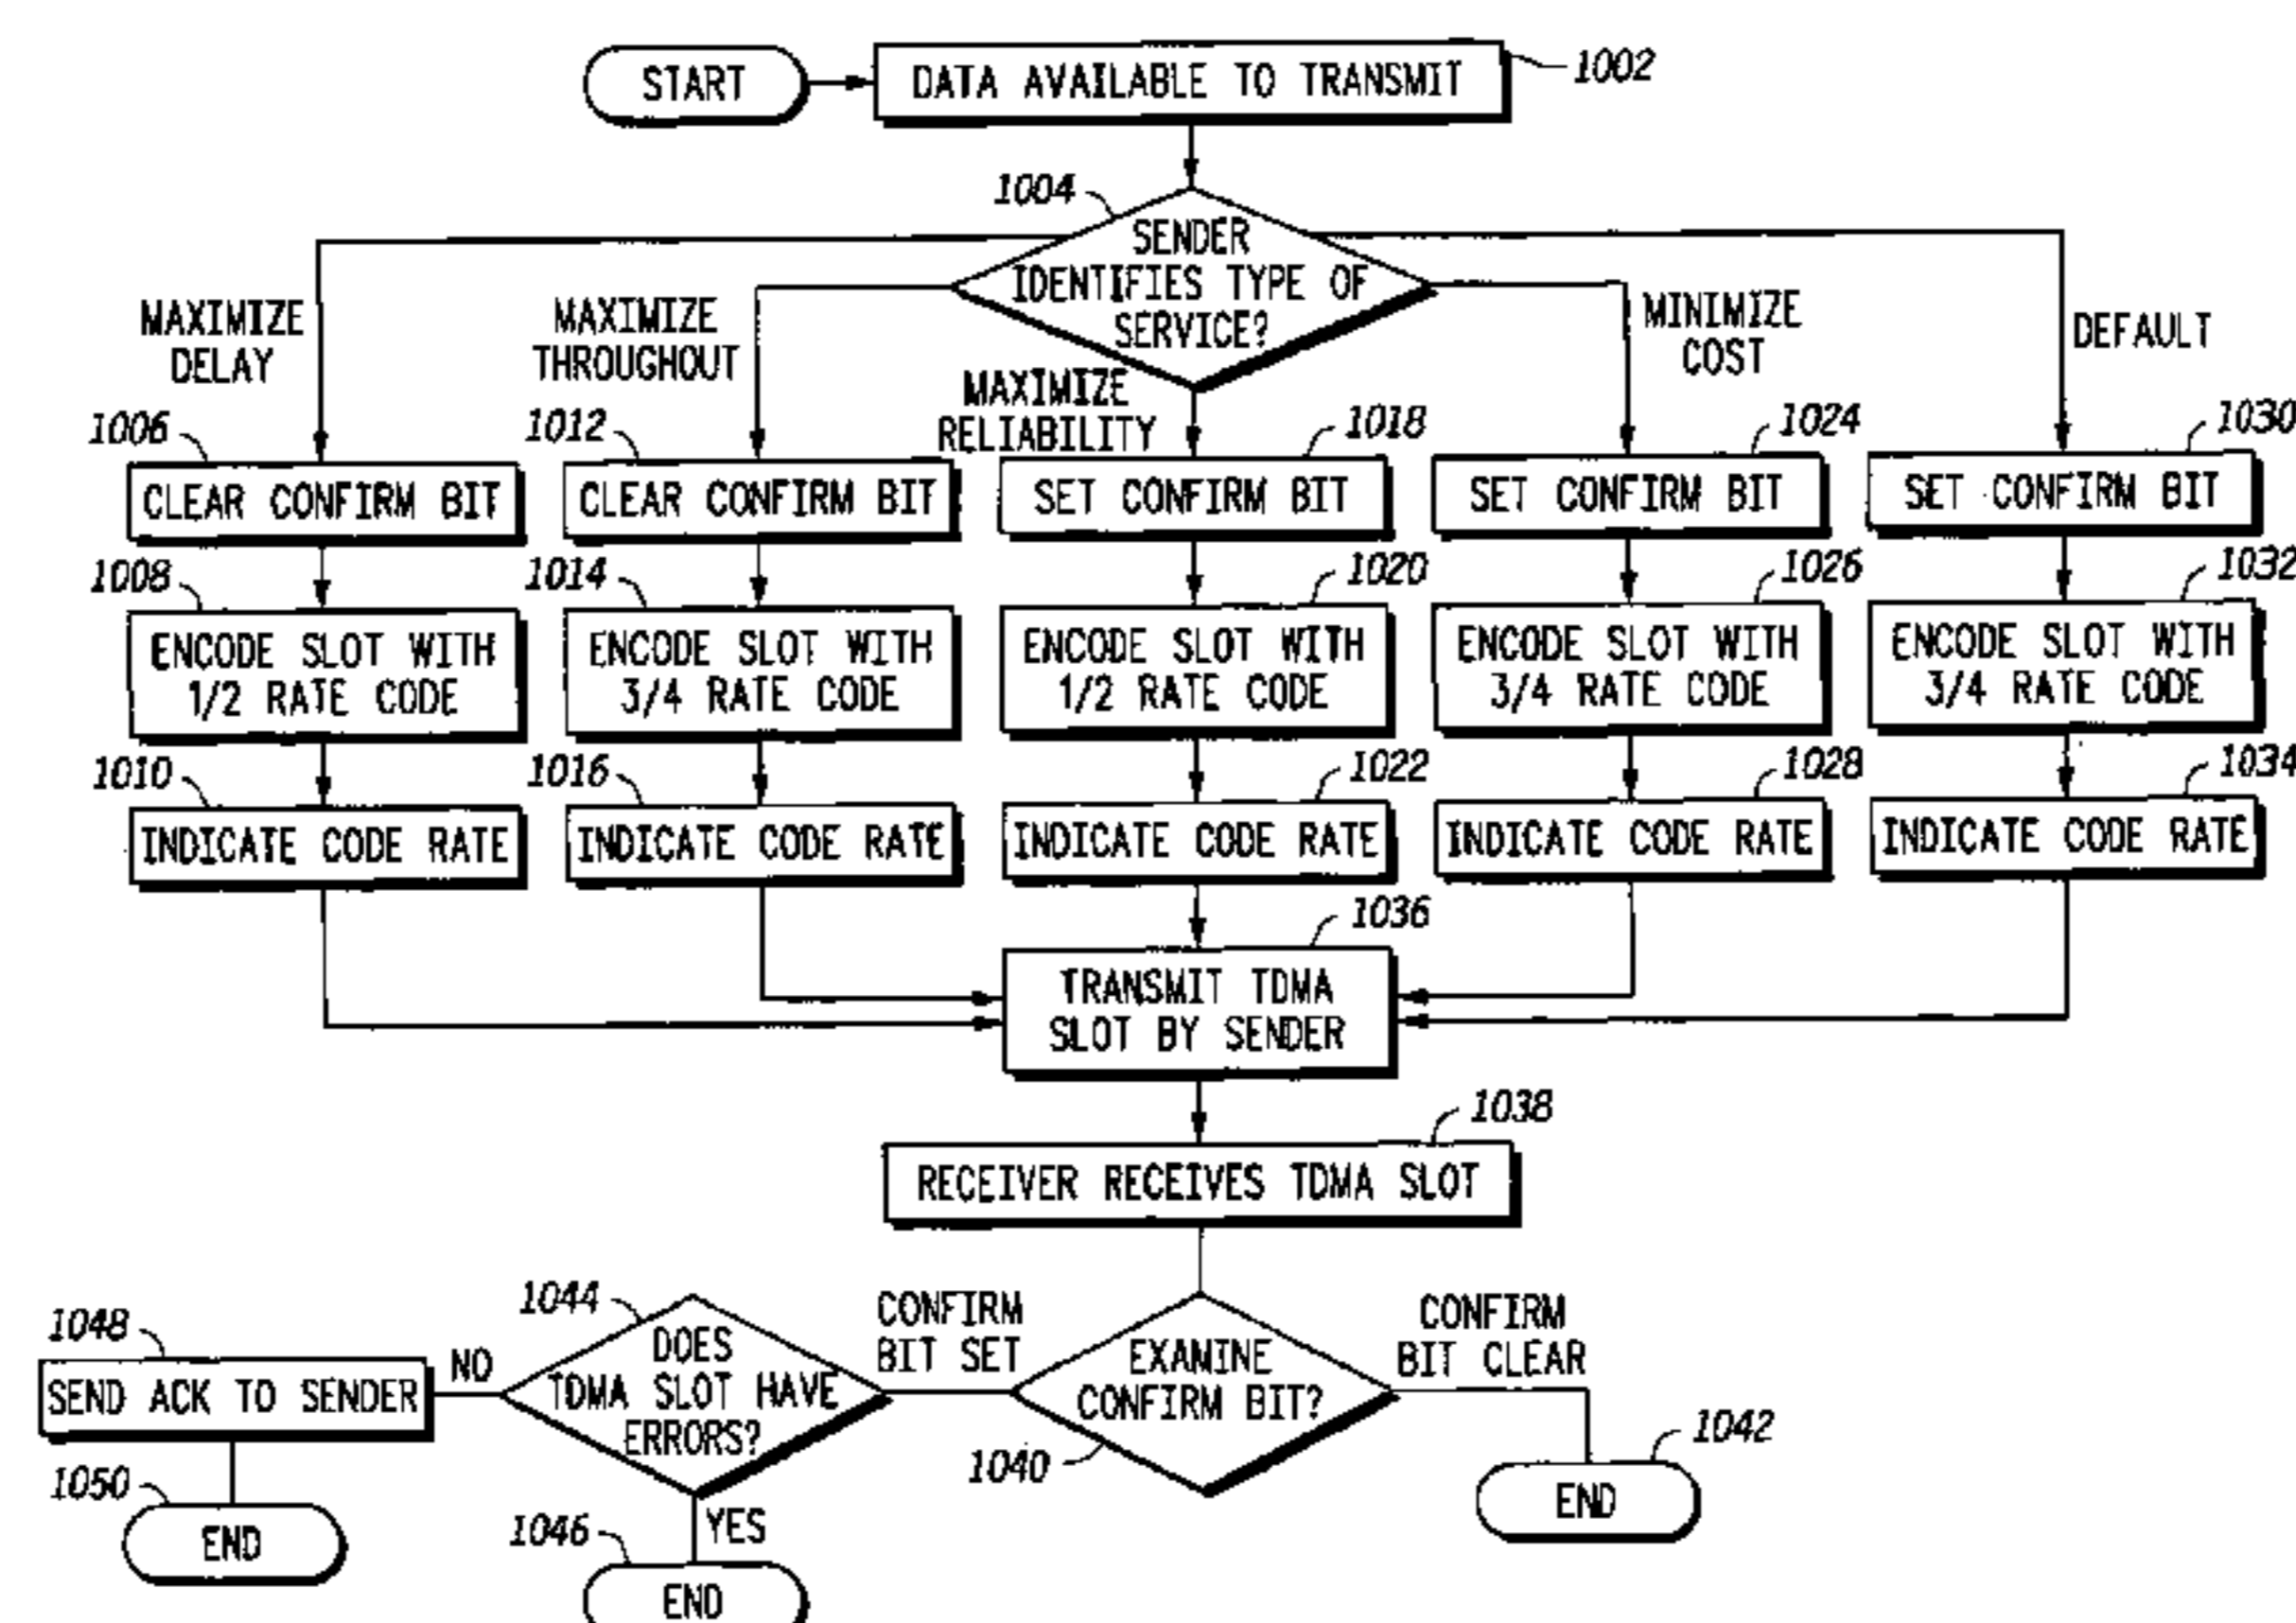 START
DATA AVAILABLE TO TRANSMIT
1002
1004
SENDER
IDENTIFIES TYPE OF
SERVICE?
MAXIMIZE
DELAY
MAXIMIZE
THROUGHOUT
MAXIMIZE
RELIABILITY
MINIMIZE
COST
DEFAULT
1006
CLEAR CONFIRM BIT
1012
CLEAR CONFIRM BIT
1018
SET CONFIRM BIT
1024
SET CONFIRM BIT
1030
SET CONFIRM BIT
1008
ENCODE SLOT WITH
1/2 RATE CODE
1014
ENCODE SLOT WITH
3/4 RATE CODE
1020
ENCODE SLOT WITH
1/2 RATE CODE
1026
ENCODE SLOT WITH
3/4 RATE CODE
1032
ENCODE SLOT WITH
3/4 RATE CODE
1010
INDICATE CODE RATE
1016
INDICATE CODE RATE
1022
INDICATE CODE RATE
1028
INDICATE CODE RATE
1034
INDICATE CODE RATE
1036
TRANSMIT TDMA
SLOT BY SENDER
1038
RECEIVER RECEIVES TDMA SLOT
1040
EXAMINE
CONFIRM BIT?
CONFIRM
BIT CLEAR
1042
END
CONFIRM
BIT SET
1044
DOES
TDMA SLOT HAVE
ERRORS?
YES
1046
END
NO
1048
SEND ACK TO SENDER
1050
END